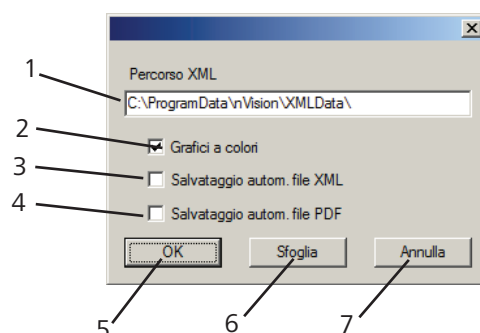 Percorso XML
1
C:\ProgramData\nVision\XMLData\
2
Grafici a colori
3
Salvataggio autom. file XML
4
Salvataggio autom. file PDF
OK Sfoglia Annulla
5 6 7